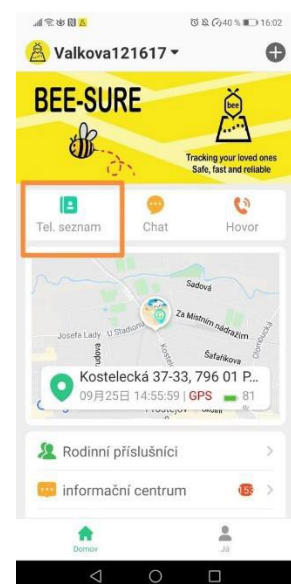 40 % 16:02
Valkova121617
BEE-SURE
bee
Tracking your loved ones
Safe, fast and reliable
Tel. seznam
Chat
Hovor
Sadová
Za Místním nádražím
Josefa Lady
U Stadionu
Šafaříkova
Olomoucká
Kostelecká 37-33, 796 01 P...
09月25日 14:55:59 | GPS 81
Rodinní příslušníci
informační centrum
153
Domov
Já